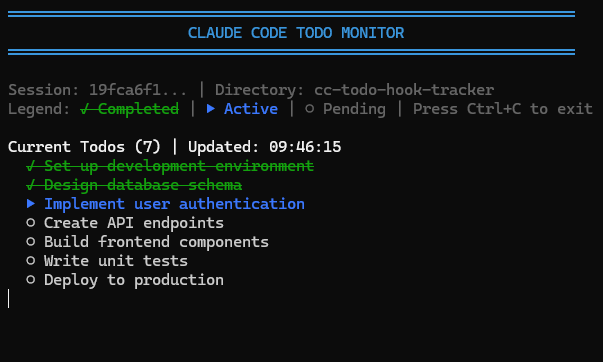 CLAUDE CODE TODO MONITOR
Session: 19fca6f1... | Directory: cc-todo-hook-tracker
Legend: ✓ Completed | ▶ Active | ○ Pending | Press Ctrl+C to exit
Current Todos (7) | Updated: 09:46:15
✓ Set up development environment
✓ Design database schema
▶ Implement user authentication
○ Create API endpoints
○ Build frontend components
○ Write unit tests
○ Deploy to production